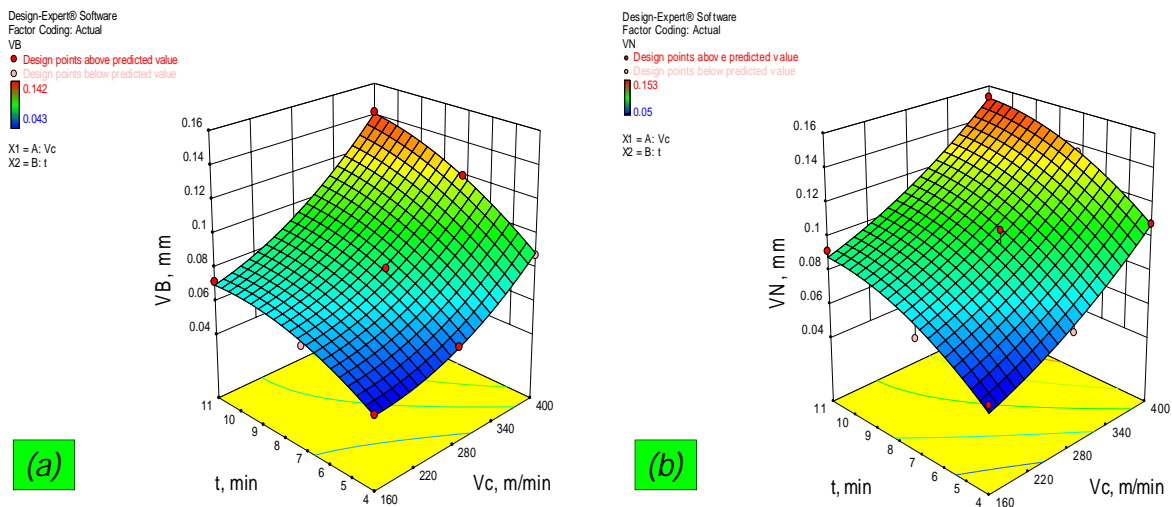 Design-Expert® Software
Factor Coding: Actual
VB
Design points above predicted value
Design points below predicted value
0.142
0.043
X1 = A: Vc
X2 = B: t
0.16
0.14
0.12
0.1
0.08
0.06
0.04
VB, mm
11
10
9
8
7
6
5
4
t, min
160
220
280
340
400
Vc, m/min
(a)
Design-Expert® Software
Factor Coding: Actual
VN
Design points above predicted value
Design points below predicted value
0.153
0.05
X1 = A: Vc
X2 = B: t
0.16
0.14
0.12
0.1
0.08
0.06
0.04
VN, mm
11
10
9
8
7
6
5
4
t, min
160
220
280
340
400
Vc, m/min
(b)